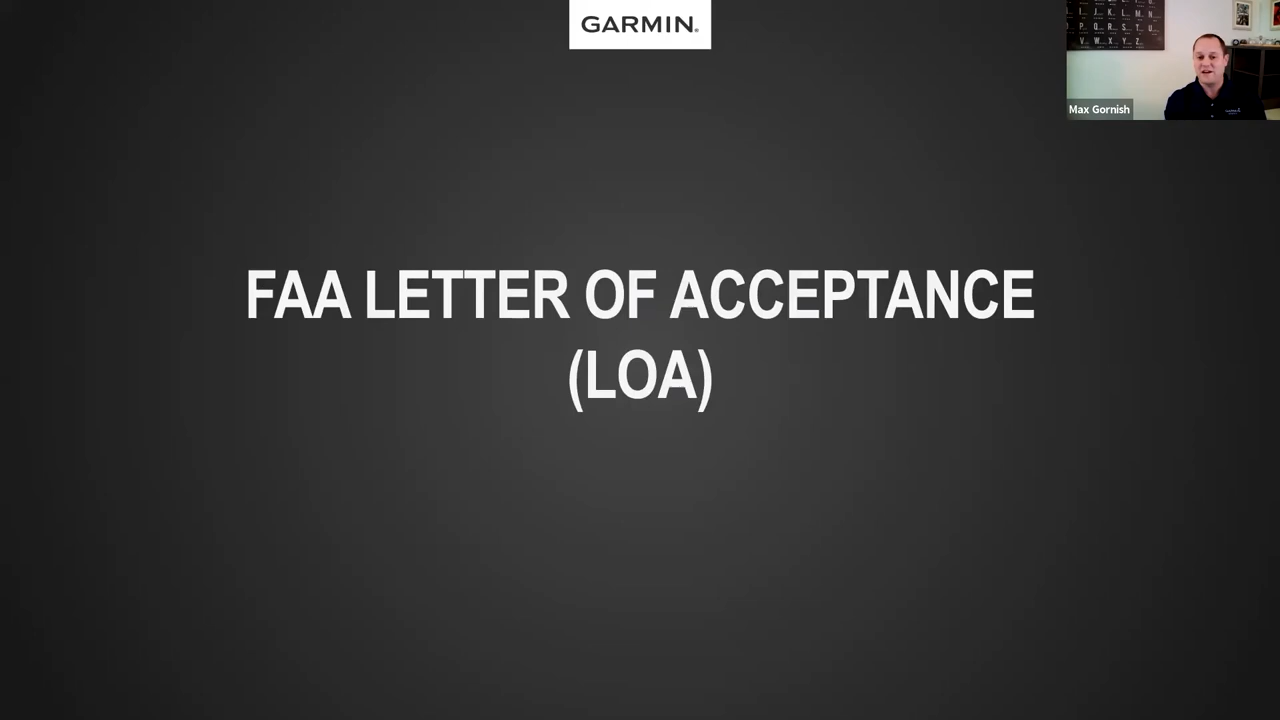 GARMIN.
I J K L M N
P Q R S T U
V W X Y Z
Max Gornish
FAA LETTER OF ACCEPTANCE
(LOA)